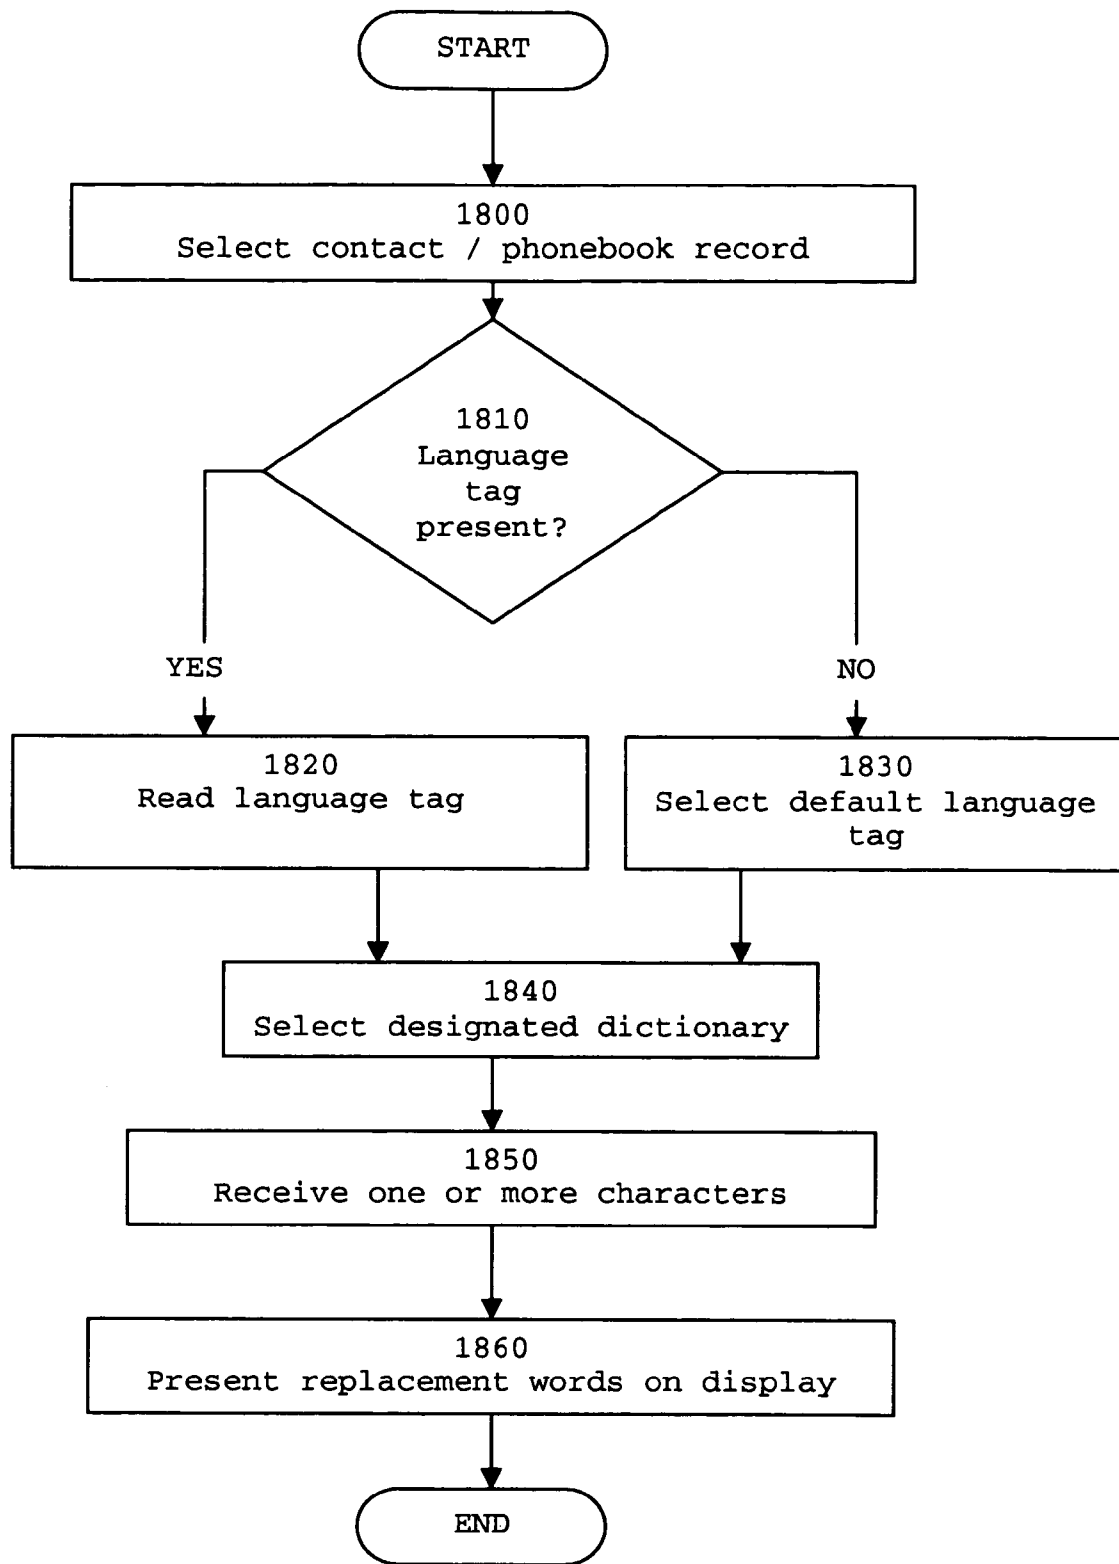 START
1800
Select contact / phonebook record
1810
Language
tag
present?
YES
NO
1820
Read language tag
1830
Select default language
tag
1840
Select designated dictionary
1850
Receive one or more characters
1860
Present replacement words on display
END